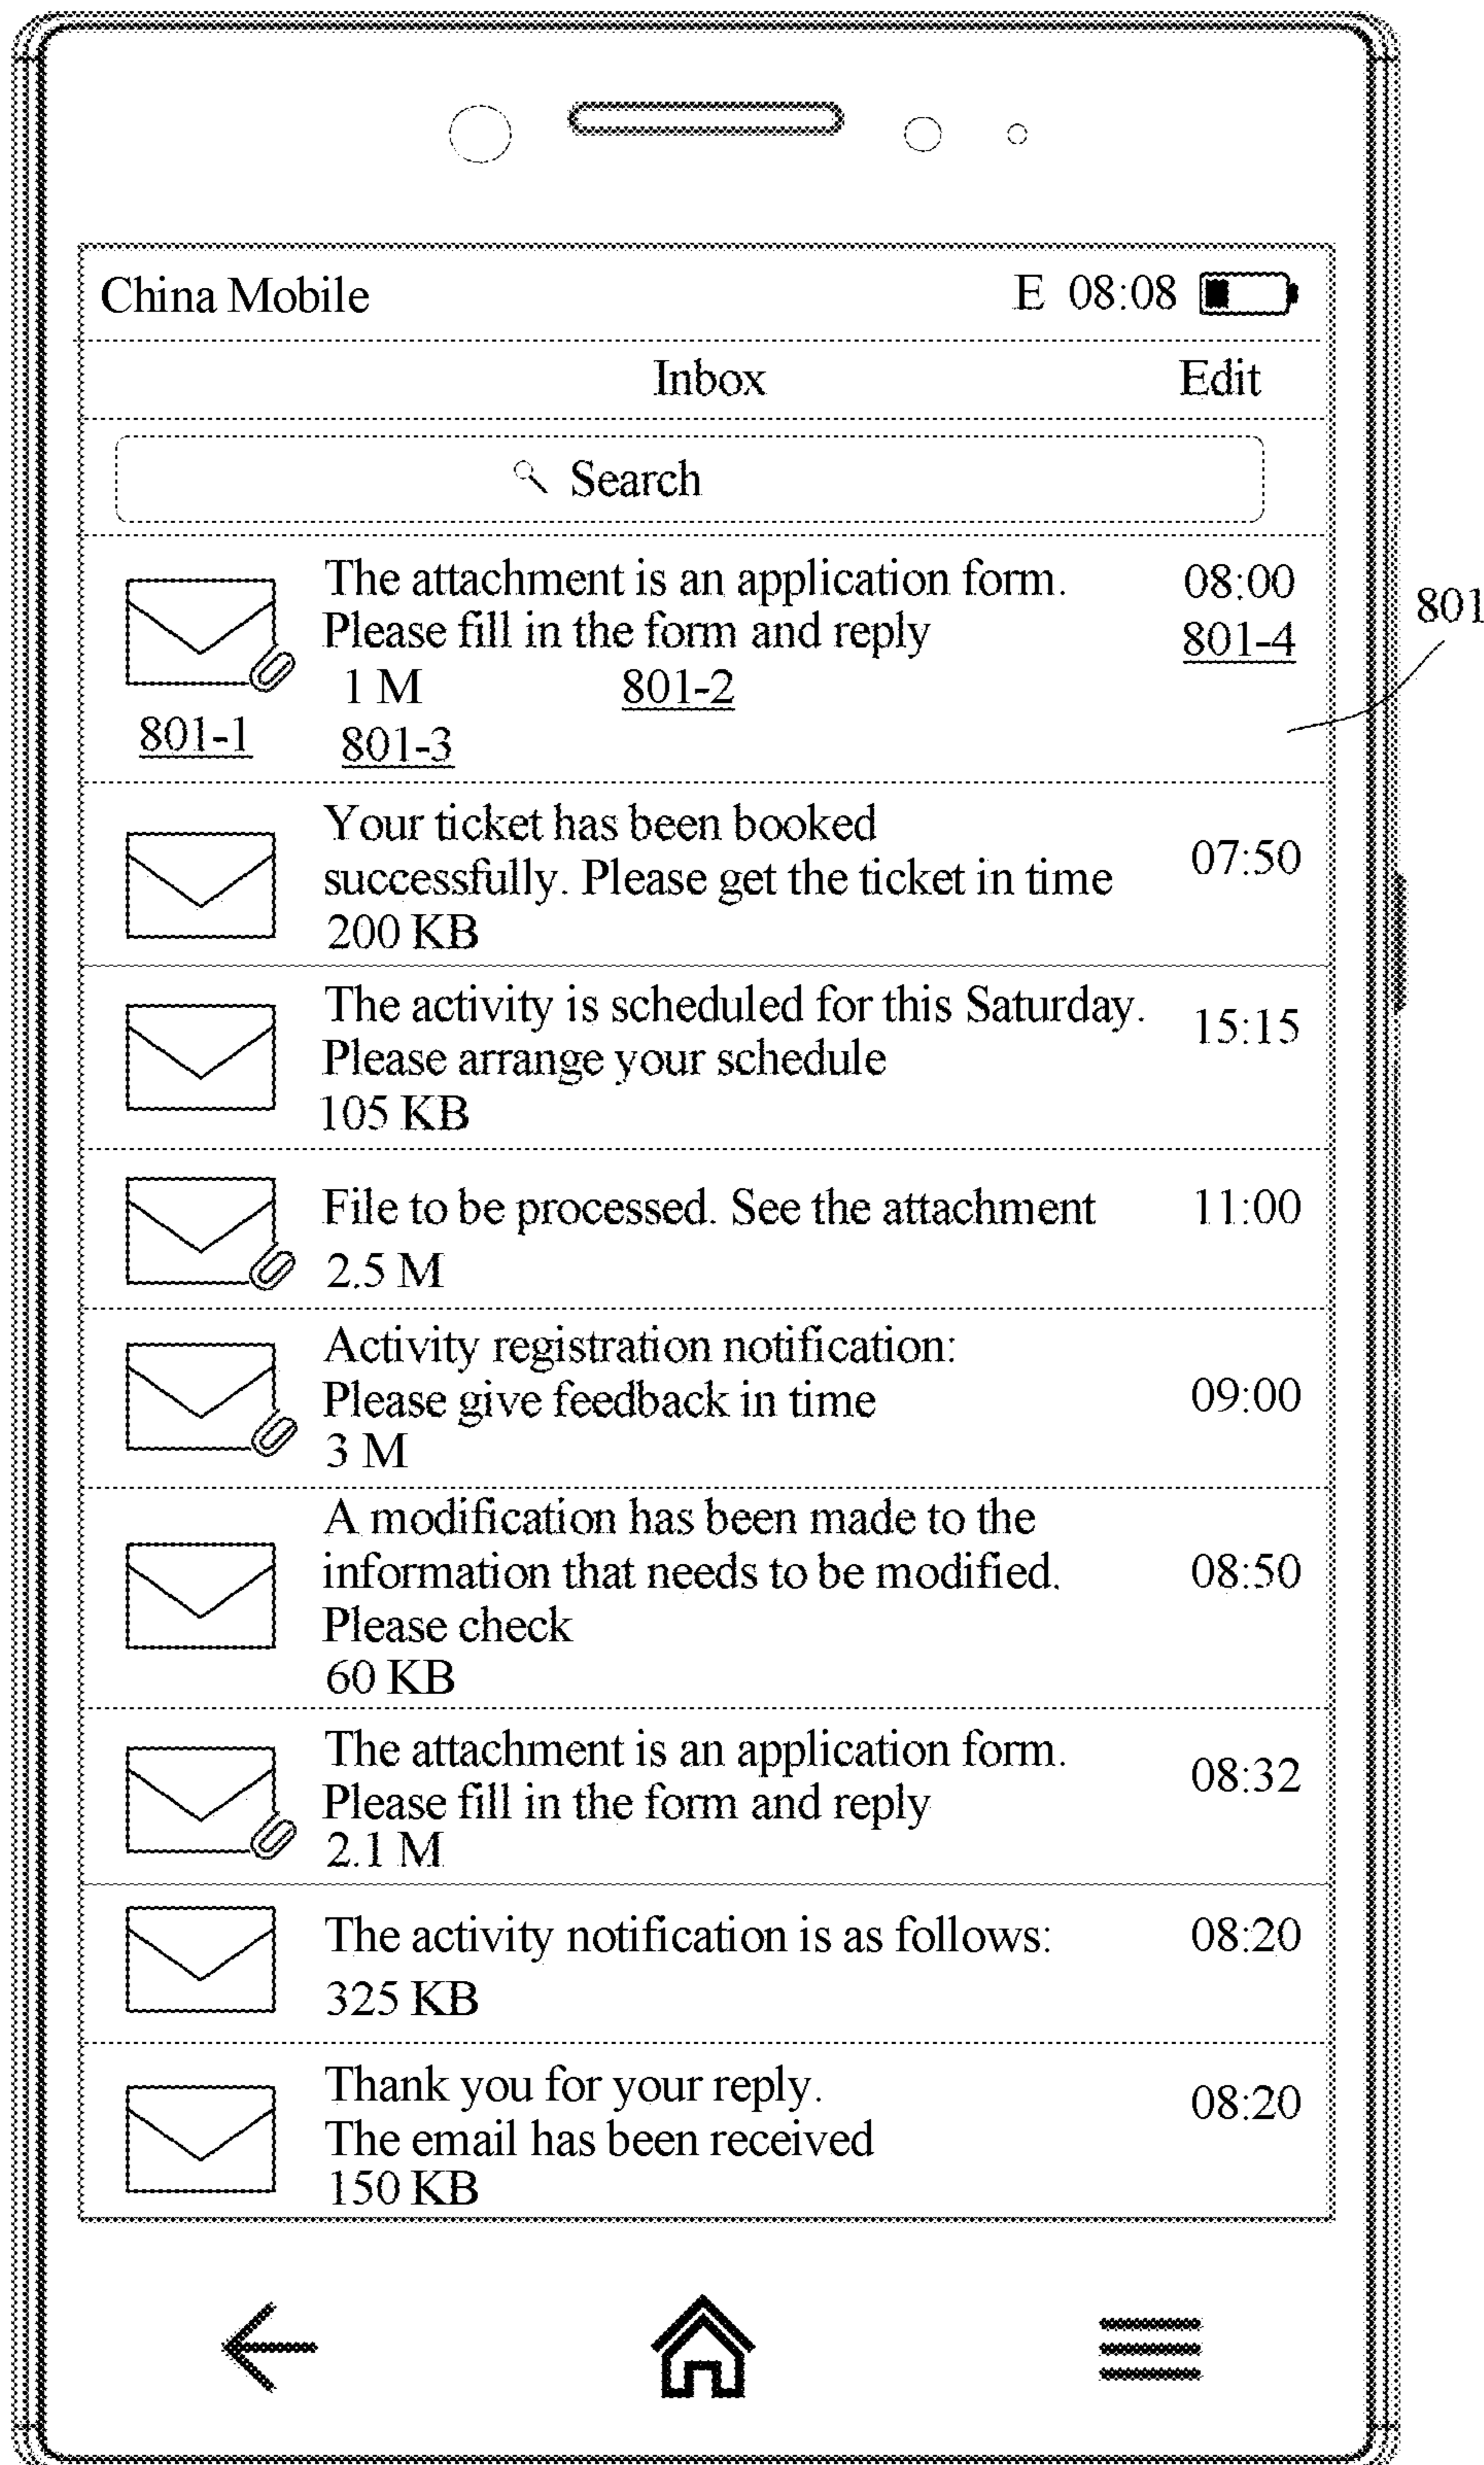 China Mobile E 08:08
Inbox Edit
Search
The attachment is an application form. 08:00
Please fill in the form and reply 801-4
1 M 801-2
801-1 801-3
801
Your ticket has been booked
successfully. Please get the ticket in time 07:50
200 KB
The activity is scheduled for this Saturday. 15:15
Please arrange your schedule
105 KB
File to be processed. See the attachment 11:00
2.5 M
Activity registration notification:
Please give feedback in time 09:00
3 M
A modification has been made to the
information that needs to be modified. 08:50
Please check
60 KB
The attachment is an application form. 08:32
Please fill in the form and reply
2.1 M
The activity notification is as follows: 08:20
325 KB
Thank you for your reply. 08:20
The email has been received
150 KB